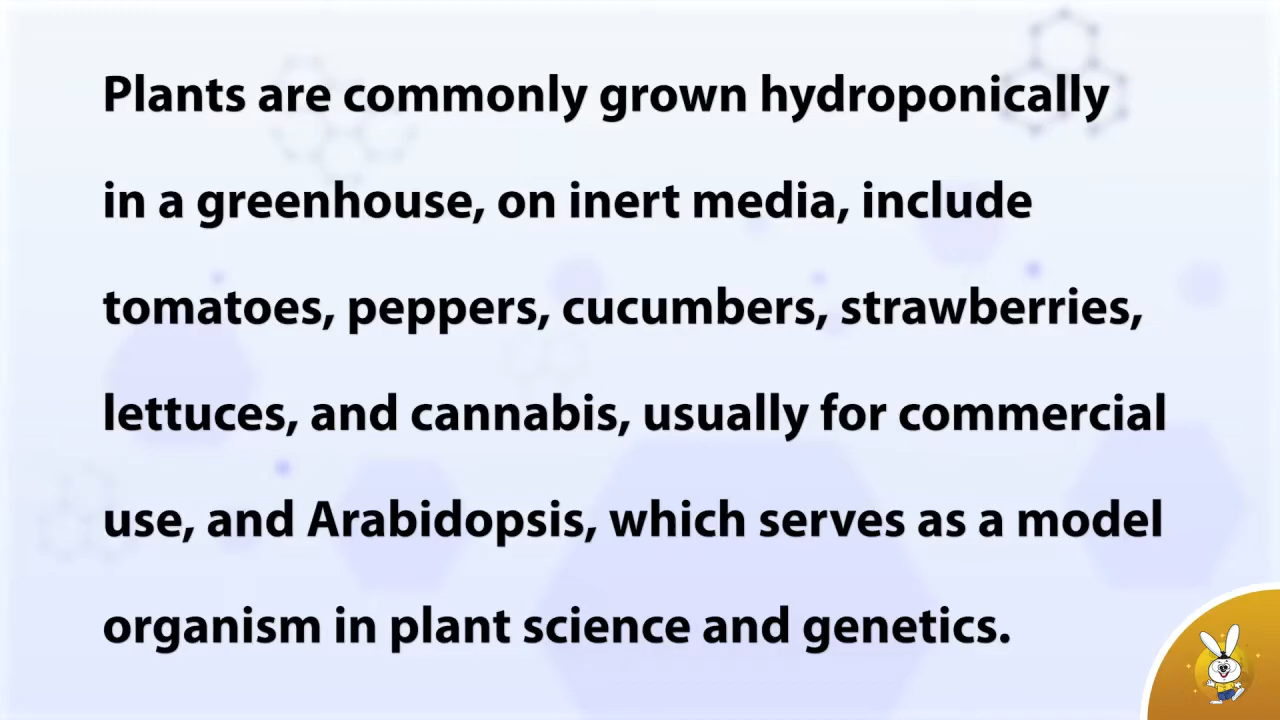 Plants are commonly grown hydroponically
in a greenhouse, on inert media, include
tomatoes, peppers, cucumbers, strawberries,
lettuces, and cannabis, usually for commercial
use, and Arabidopsis, which serves as a model
organism in plant science and genetics.